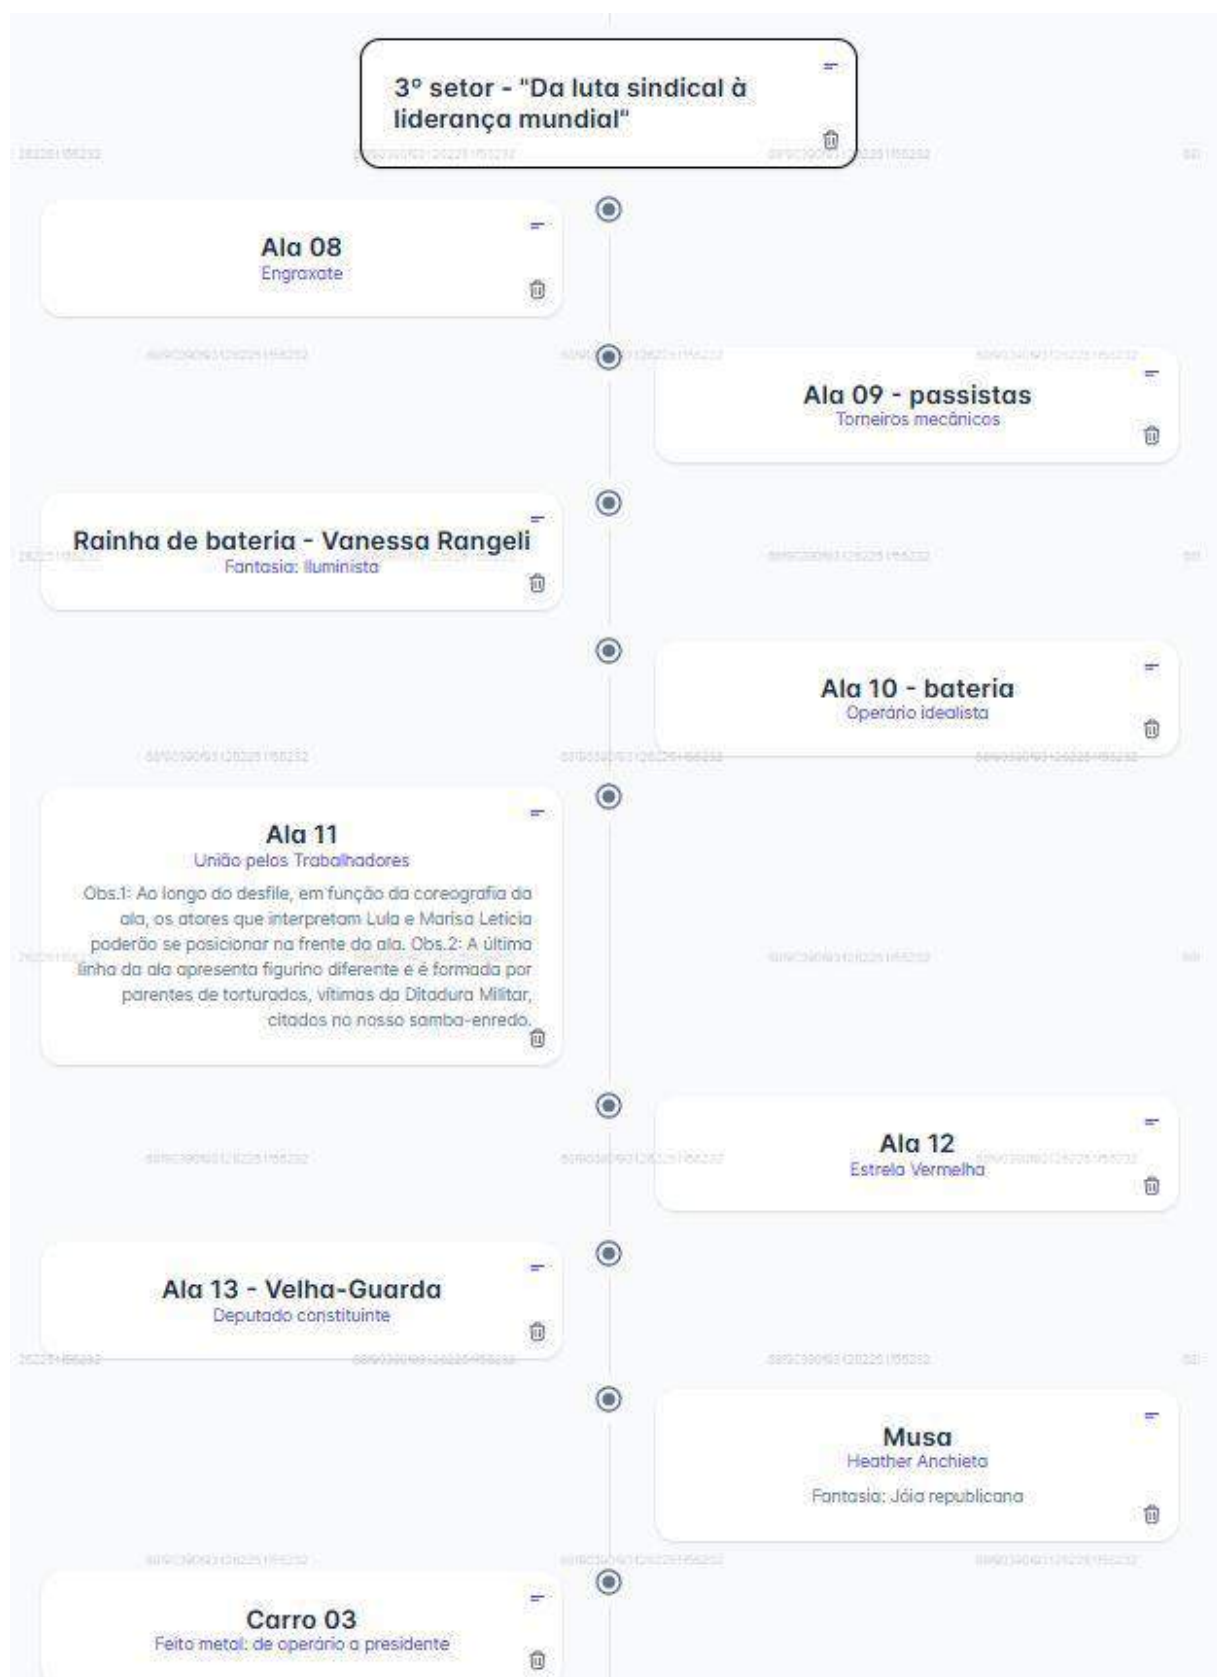 3º setor - "Da luta sindical à
liderança mundial"
Ala 08
Engraxate
Ala 09 - passistas
Torneiros mecânicos
Rainha de bateria - Vanessa Rangeli
Fantasia: Iluminista
Ala 10 - bateria
Operário idealista
Ala 11
União pelos Trabalhadores
Obs.1: Ao longo do desfile, em função da coreografia da
ala, os atores que interpretam Lula e Marisa Leticia
poderão se posicionar na frente da ala. Obs.2: A última
linha da ala apresenta figurino diferente e é formada por
parentes de torturados, vítimas da Ditadura Militar,
citados no nosso samba-enredo.
Ala 12
Estrela Vermelha
Ala 13 - Velha-Guarda
Deputado constituinte
Musa
Heather Anchieta
Fantasia: Jóia republicana
Carro 03
Feito metal: de operário a presidente